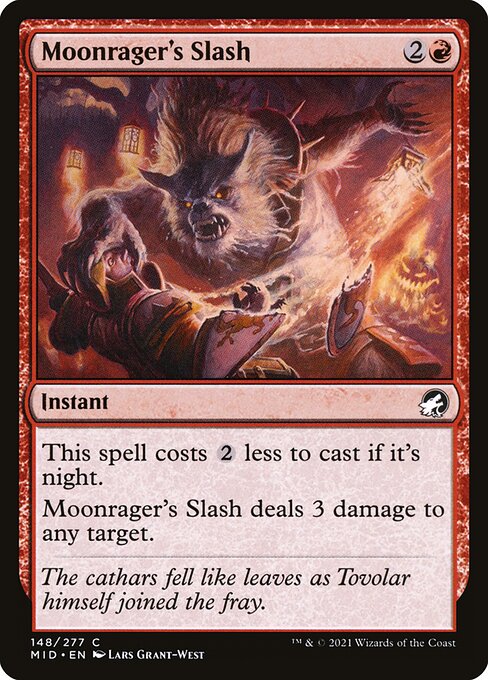 Moonrager's Slash 2
Instant
This spell costs 2 less to cast if it's
night.
Moonrager's Slash deals 3 damage to
any target.
The cathars fell like leaves as Tovolar
himself joined the fray.
148/277 C
MID • EN Lars Grant-West
™ & © 2021 Wizards of the Coast